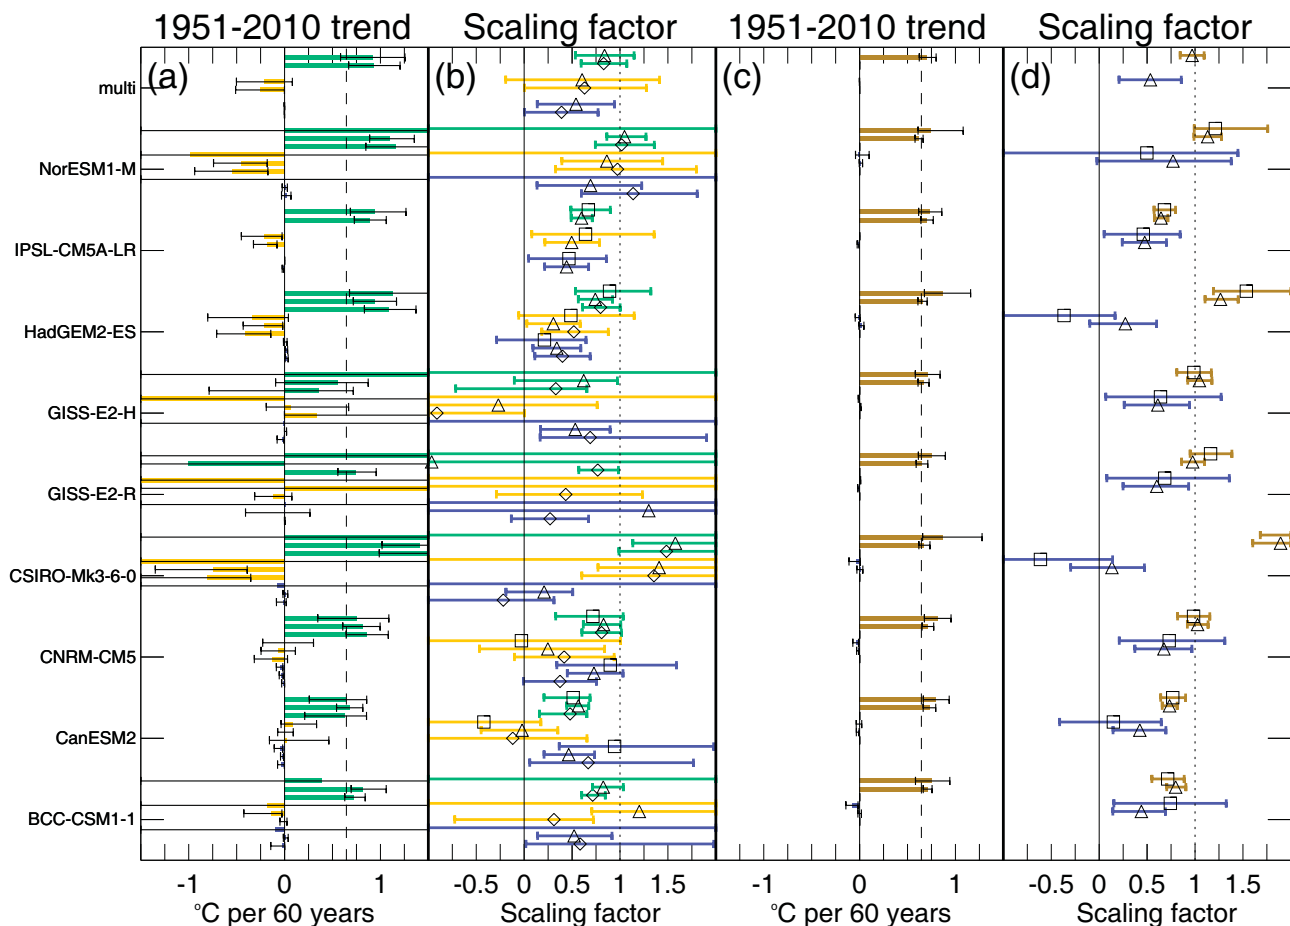 1951-2010 trend Scaling factor 1951-2010 trend Scaling factor
(a) (b) (c) (d)
multi
NorESM1-M
IPSL-CM5A-LR
HadGEM2-ES
GISS-E2-H
GISS-E2-R
CSIRO-Mk3-6-0
CNRM-CM5
CanESM2
BCC-CSM1-1
-1 0 1 -0.5 0 0.5 1 1.5 -1 0 1 -0.5 0 0.5 1 1.5
°C per 60 years Scaling factor °C per 60 years Scaling factor